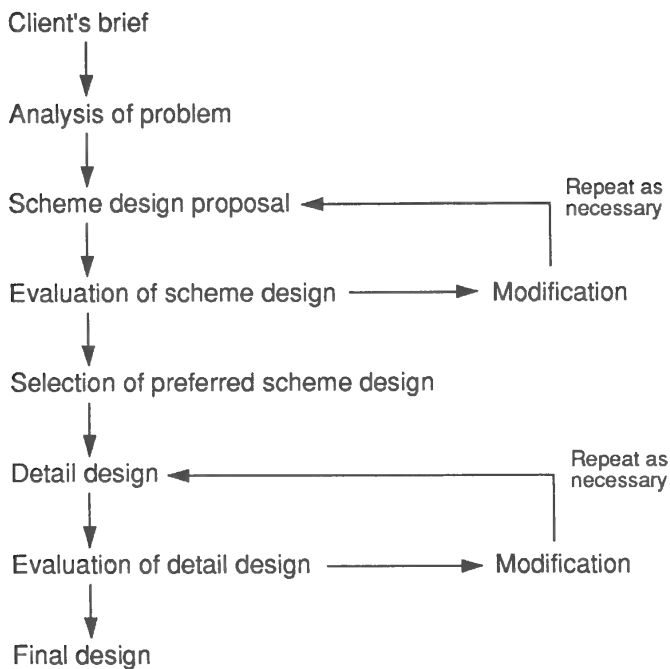 Client's brief
Analysis of problem
Repeat as
necessary
Scheme design proposal
Evaluation of scheme design
Modification
Selection of preferred scheme design
Repeat as
necessary
Detail design
Evaluation of detail design
Modification
Final design